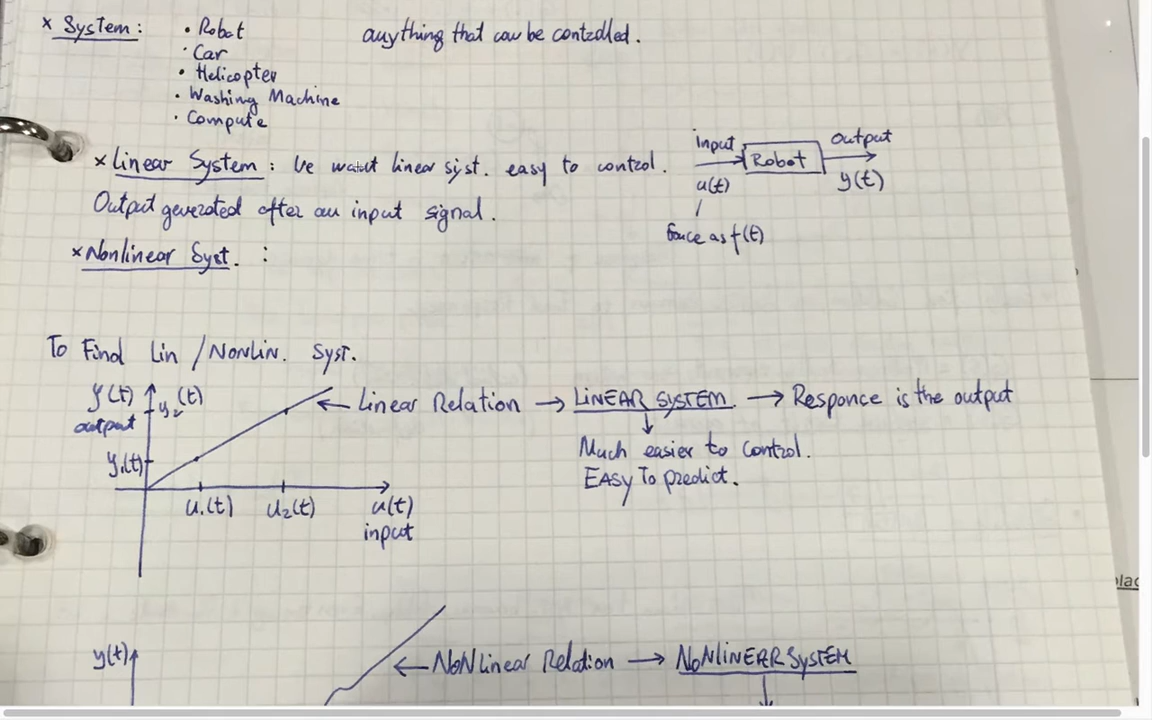 × System: • Robot anything that can be controlled.
• Car
• Helicopter
• Washing Machine
• Compute
× Linear System: We want linear syst. easy to control.
input Robot output
u(t) y(t)
Force as f(t)
Output generated after an input signal.
× Nonlinear Syst. :
To Find Lin / NonLin. Syst.
y(t) y₂(t)
output
y₁(t)
u₁(t) u₂(t) u(t)
input
← Linear Relation → LINEAR SYSTEM. → Responce is the output
↓
Much easier to control.
EASY To predict.
y(t)
← NoNlinear Relation → NoNliNEAR SYSTEM